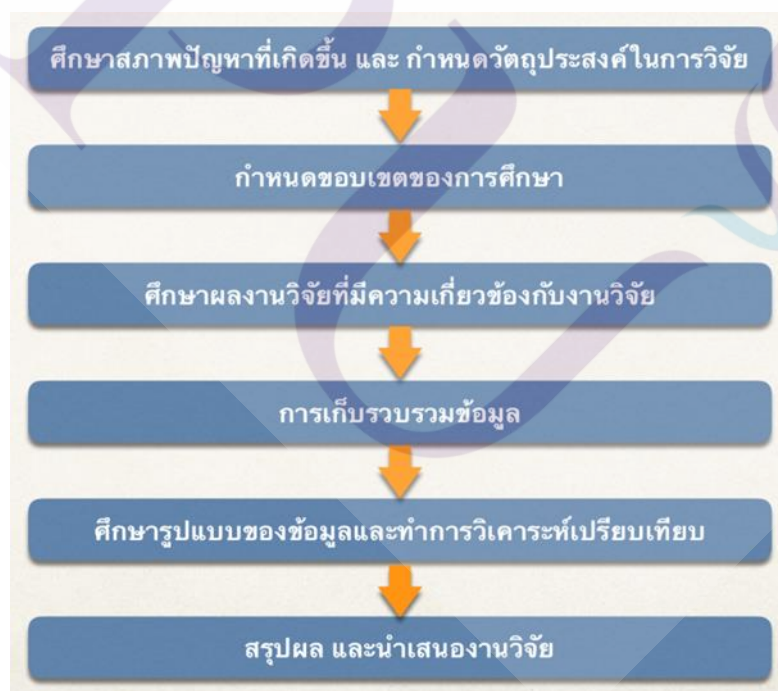 ศึกษาสภาพปัญหาที่เกิดขึ้น และ กำหนดวัตถุประสงค์ในการวิจัย
กำหนดขอบเขตของการศึกษา
ศึกษาผลงานวิจัยที่มีความเกี่ยวข้องกับงานวิจัย
การเก็บรวบรวมข้อมูล
ศึกษารูปแบบของข้อมูลและทำการวิเคาระห์เปรียบเทียบ
สรุปผล และนำเสนองานวิจัย